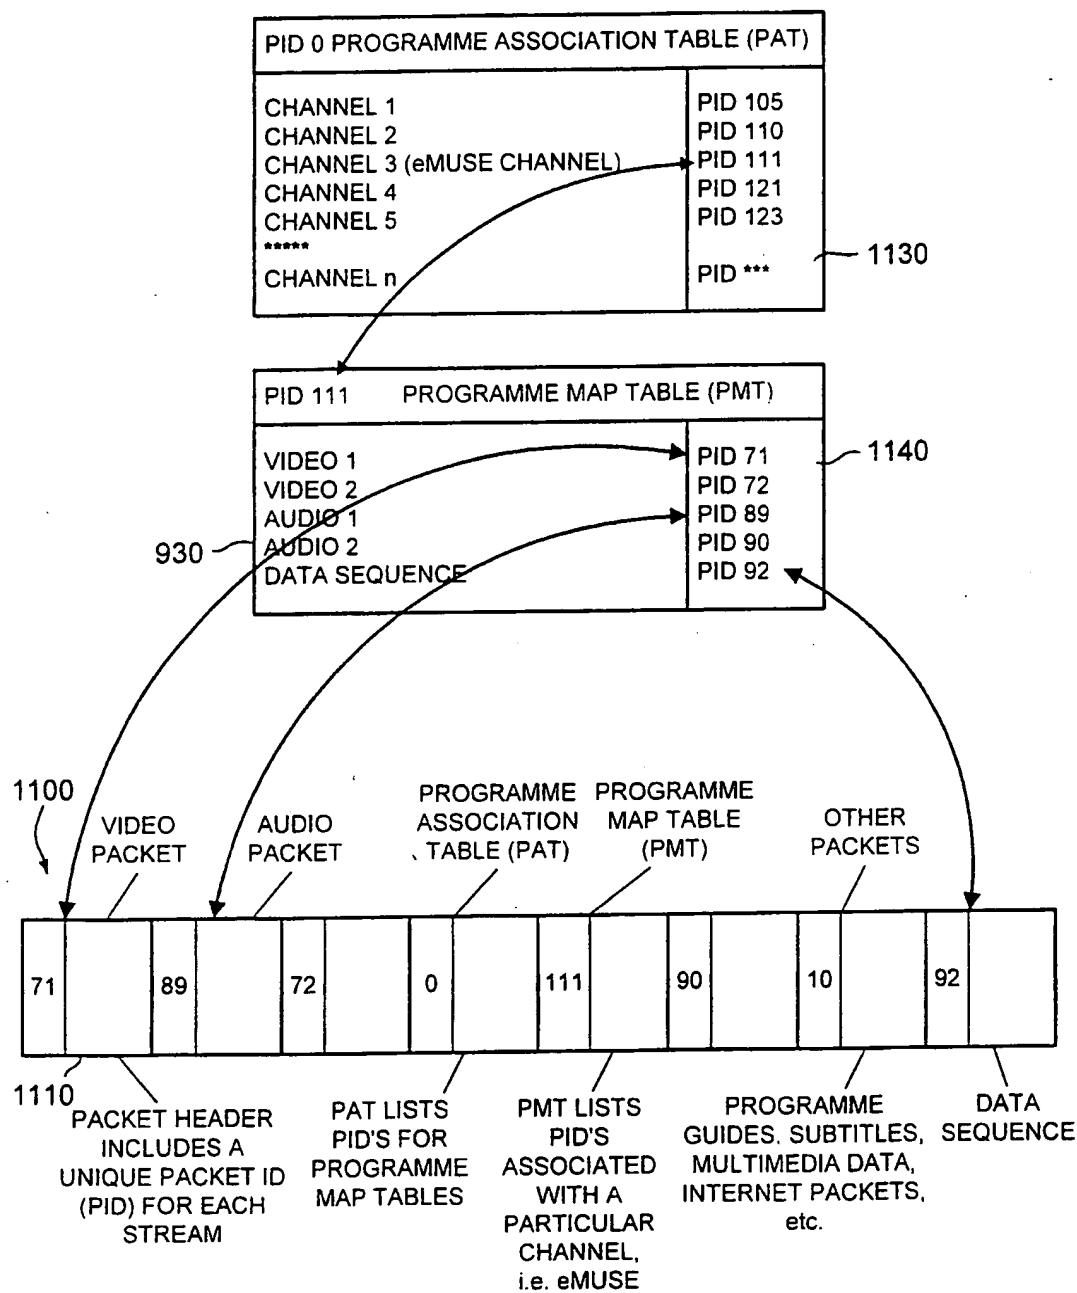 PID 0 PROGRAMME ASSOCIATION TABLE (PAT)
CHANNEL 1 PID 105
CHANNEL 2 PID 110
CHANNEL 3 (eMUSE CHANNEL) PID 111
CHANNEL 4 PID 121
CHANNEL 5 PID 123
*****
CHANNEL n PID ***
1130
PID 111 PROGRAMME MAP TABLE (PMT)
VIDEO 1 PID 71
VIDEO 2 PID 72
AUDIO 1 PID 89
AUDIO 2 PID 90
DATA SEQUENCE PID 92
1140
930
1100
VIDEO
PACKET
AUDIO
PACKET
PROGRAMME
ASSOCIATION
TABLE (PAT)
PROGRAMME
MAP TABLE
(PMT)
OTHER
PACKETS
71 89 72 0 111 90 10 92
1110
PACKET HEADER
INCLUDES A
UNIQUE PACKET ID
(PID) FOR EACH
STREAM
PAT LISTS
PID'S FOR
PROGRAMME
MAP TABLES
PMT LISTS
PID'S
ASSOCIATED
WITH A
PARTICULAR
CHANNEL,
i.e. eMUSE
PROGRAMME
GUIDES. SUBTITLES,
MULTIMEDIA DATA,
INTERNET PACKETS,
etc.
DATA
SEQUENCE